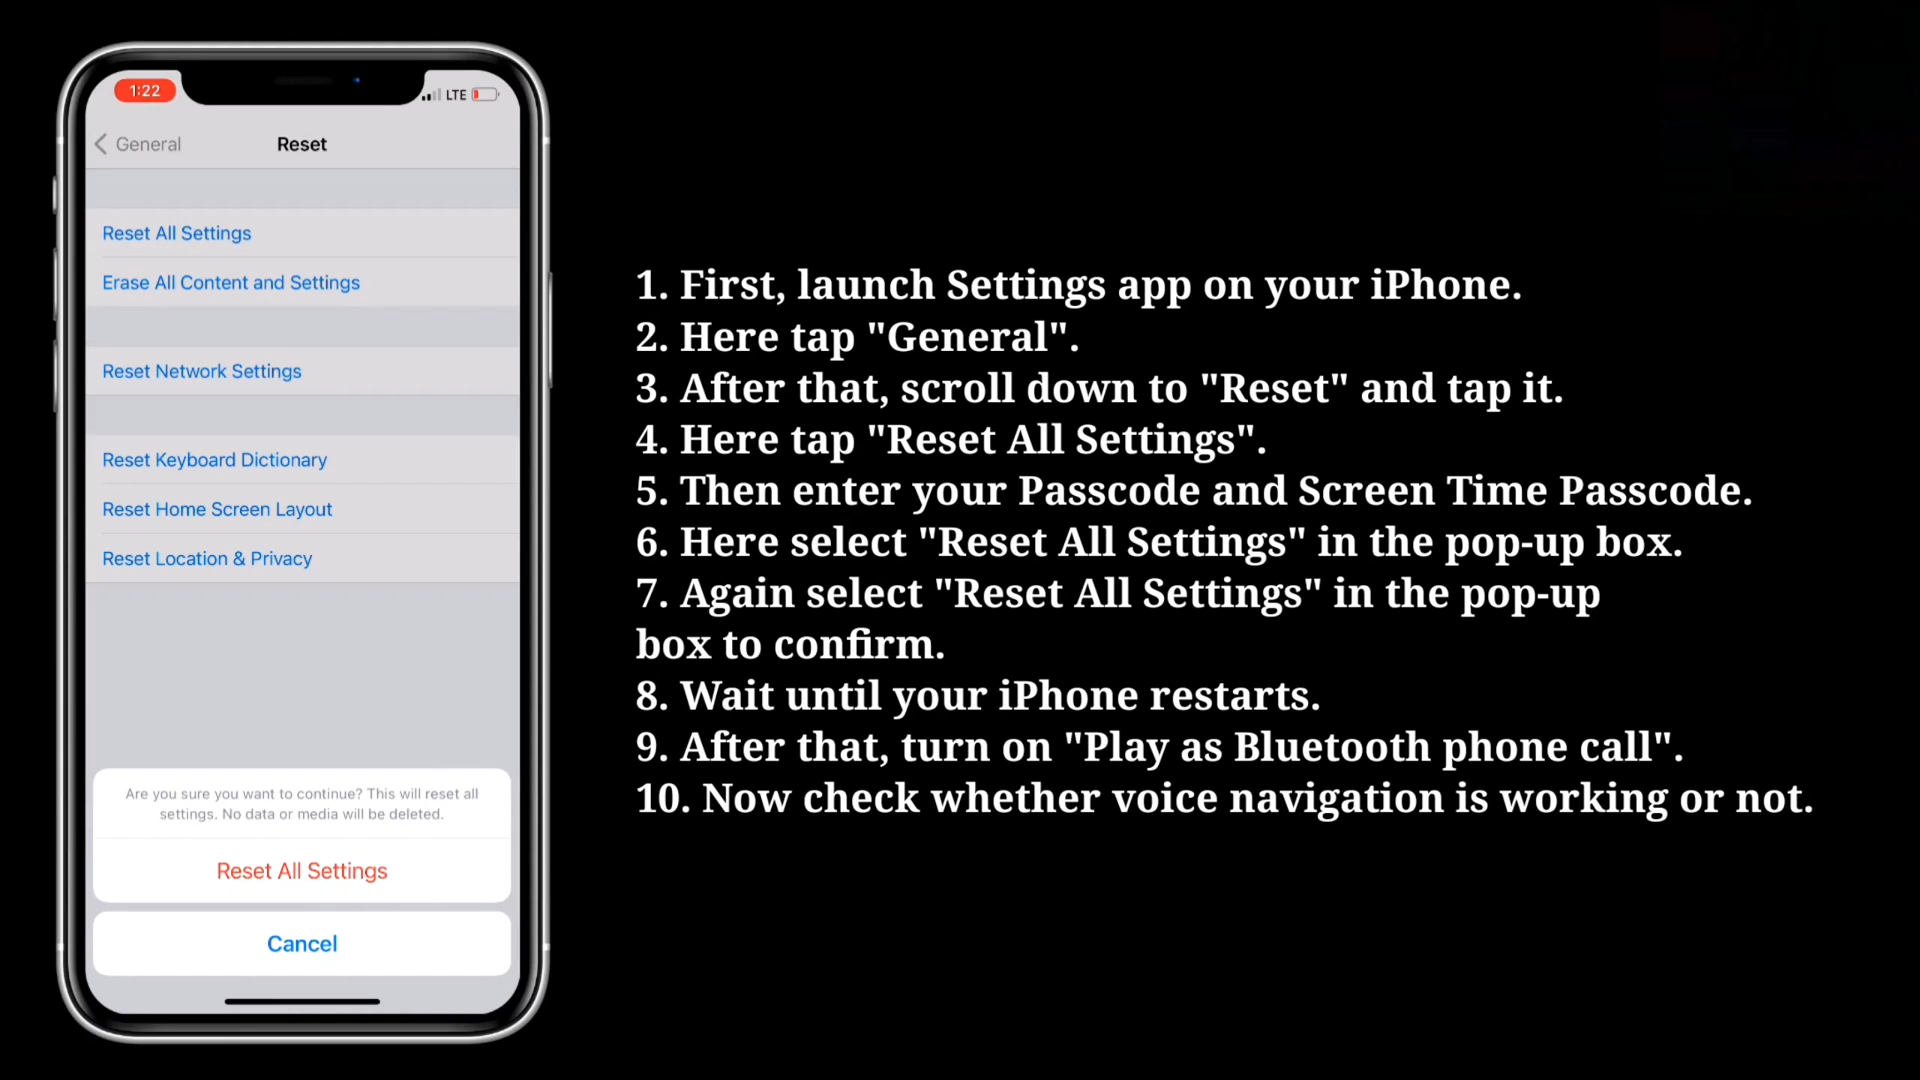 1:22
LTE
General
Reset
Reset All Settings
Erase All Content and Settings
Reset Network Settings
Reset Keyboard Dictionary
Reset Home Screen Layout
Reset Location & Privacy
Are you sure you want to continue? This will reset all
settings. No data or media will be deleted.
Reset All Settings
Cancel
1. First, launch Settings app on your iPhone.
2. Here tap "General".
3. After that, scroll down to "Reset" and tap it.
4. Here tap "Reset All Settings".
5. Then enter your Passcode and Screen Time Passcode.
6. Here select "Reset All Settings" in the pop-up box.
7. Again select "Reset All Settings" in the pop-up
box to confirm.
8. Wait until your iPhone restarts.
9. After that, turn on "Play as Bluetooth phone call".
10. Now check whether voice navigation is working or not.